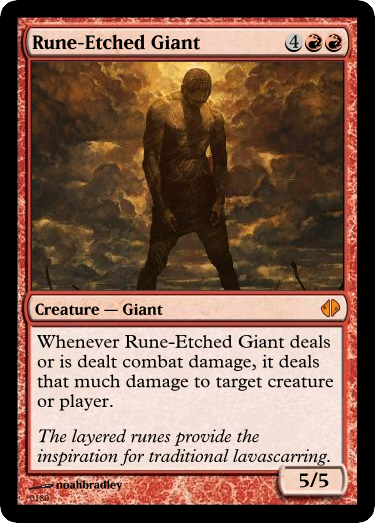 Rune-Etched Giant 4
Creature — Giant
Whenever Rune-Etched Giant deals
or is dealt combat damage, it deals
that much damage to target creature
or player.
The layered runes provide the
inspiration for traditional lavascarring.
5/5
noahbradley